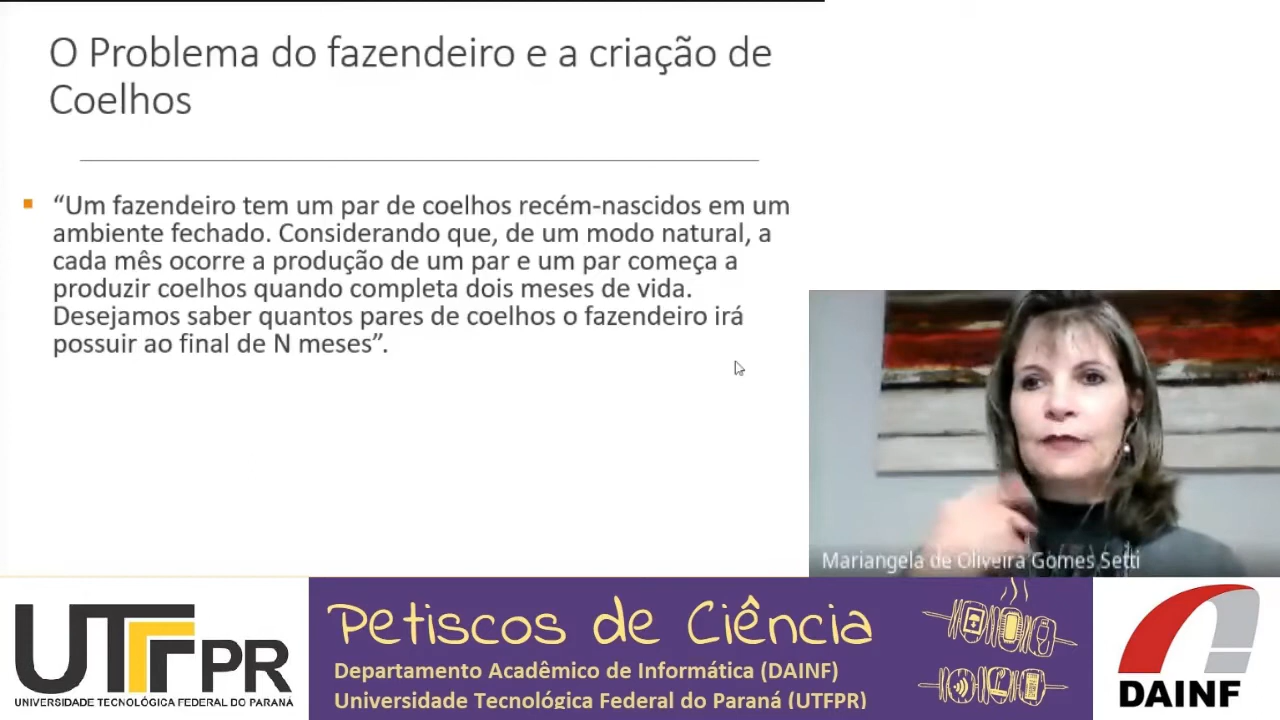 O Problema do fazendeiro e a criação de
Coelhos
“Um fazendeiro tem um par de coelhos recém-nascidos em um
ambiente fechado. Considerando que, de um modo natural, a
cada mês ocorre a produção de um par e um par começa a
produzir coelhos quando completa dois meses de vida.
Desejamos saber quantos pares de coelhos o fazendeiro irá
possuir ao final de N meses”.
Mariangela de Oliveira Gomes Setti
UTFPR
UNIVERSIDADE TECNOLÓGICA FEDERAL DO PARANÁ
Petiscos de Ciência
Departamento Acadêmico de Informática (DAINF)
Universidade Tecnológica Federal do Paraná (UTFPR)
DAINF